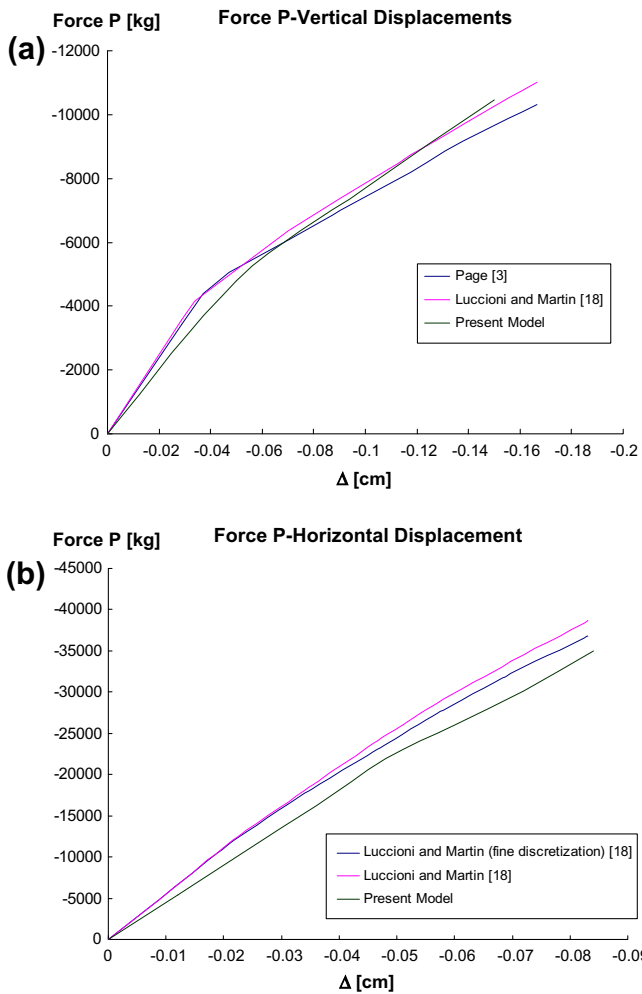 Force P [kg]
Force P-Vertical Displacements
(a)
-12000
-10000
-8000
-6000
-4000
-2000
0
Page [3]
Luccioni and Martin [18]
Present Model
0 -0.02 -0.04 -0.06 -0.08 -0.1 -0.12 -0.14 -0.16 -0.18 -0.2
Δ [cm]
Force P [kg]
Force P-Horizontal Displacement
(b)
-45000
-40000
-35000
-30000
-25000
-20000
-15000
-10000
-5000
0
Luccioni and Martin (fine discretization) [18]
Luccioni and Martin [18]
Present Model
0 -0.01 -0.02 -0.03 -0.04 -0.05 -0.06 -0.07 -0.08 -0.09
Δ [cm]